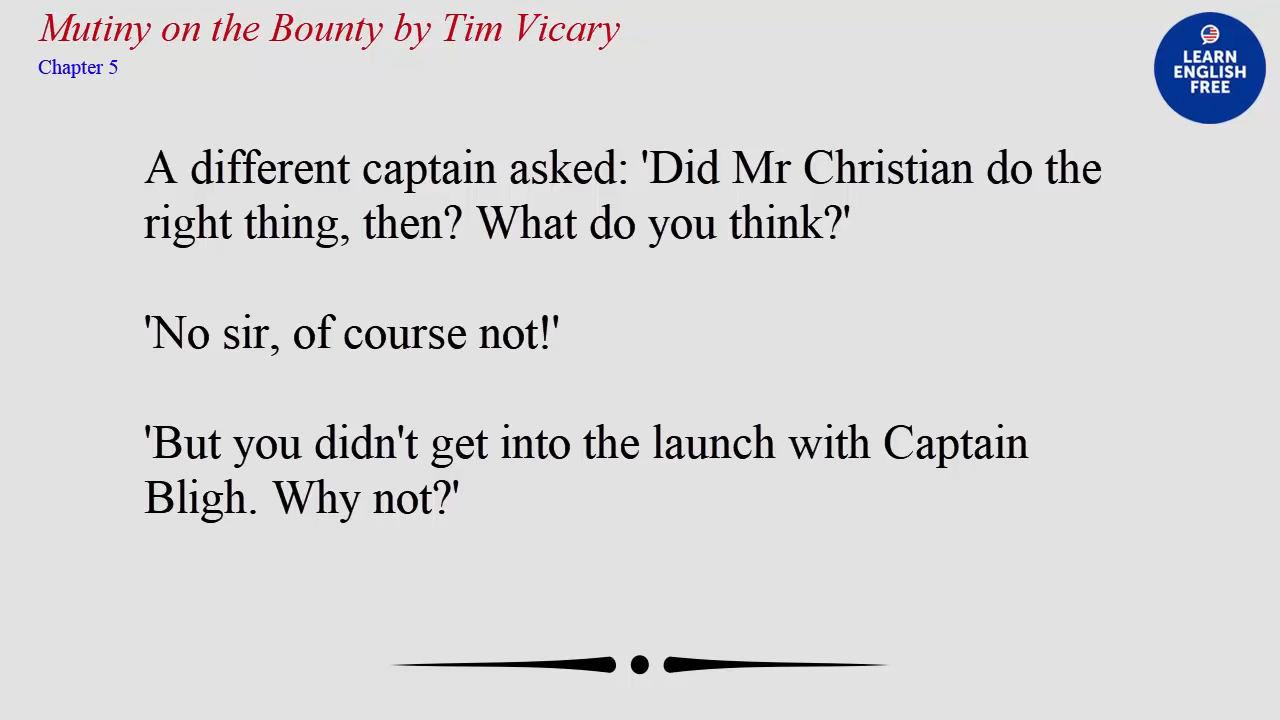 Mutiny on the Bounty by Tim Vicary
Chapter 5
LEARN
ENGLISH
FREE
A different captain asked: 'Did Mr Christian do the
right thing, then? What do you think?'
'No sir, of course not!'
'But you didn't get into the launch with Captain
Bligh. Why not?'